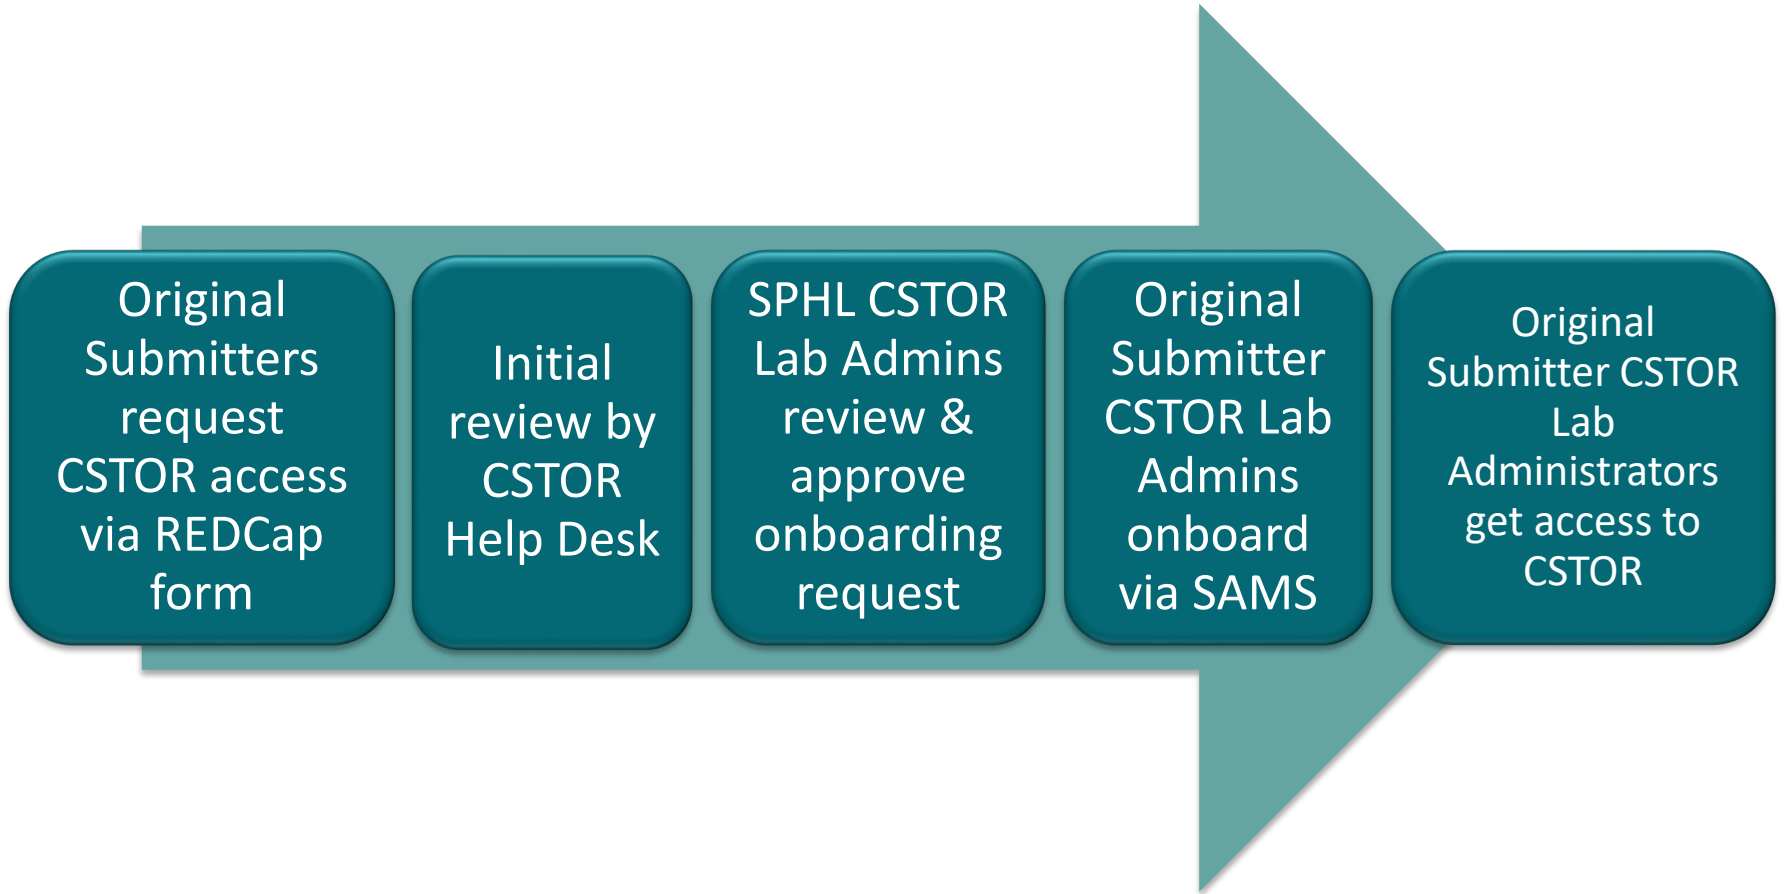 Original
Submitters
request
CSTOR access
via REDCap
form
Initial
review by
CSTOR
Help Desk
SPHL CSTOR
Lab Admins
review &
approve
onboarding
request
Original
Submitter
CSTOR Lab
Admins
onboard
via SAMS
Original
Submitter CSTOR
Lab
Administrators
get access to
CSTOR